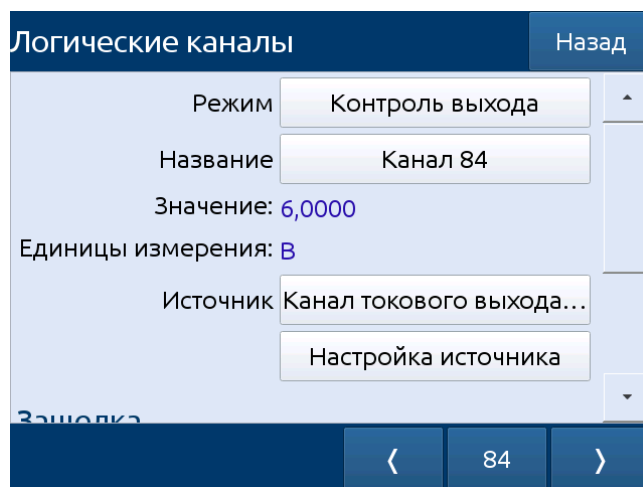 Логические каналы
Назад
Режим Контроль выхода
Название Канал 84
Значение: 6,0000
Единицы измерения: В
Источник Канал токового выхода...
Настройка источника
Защелка
84